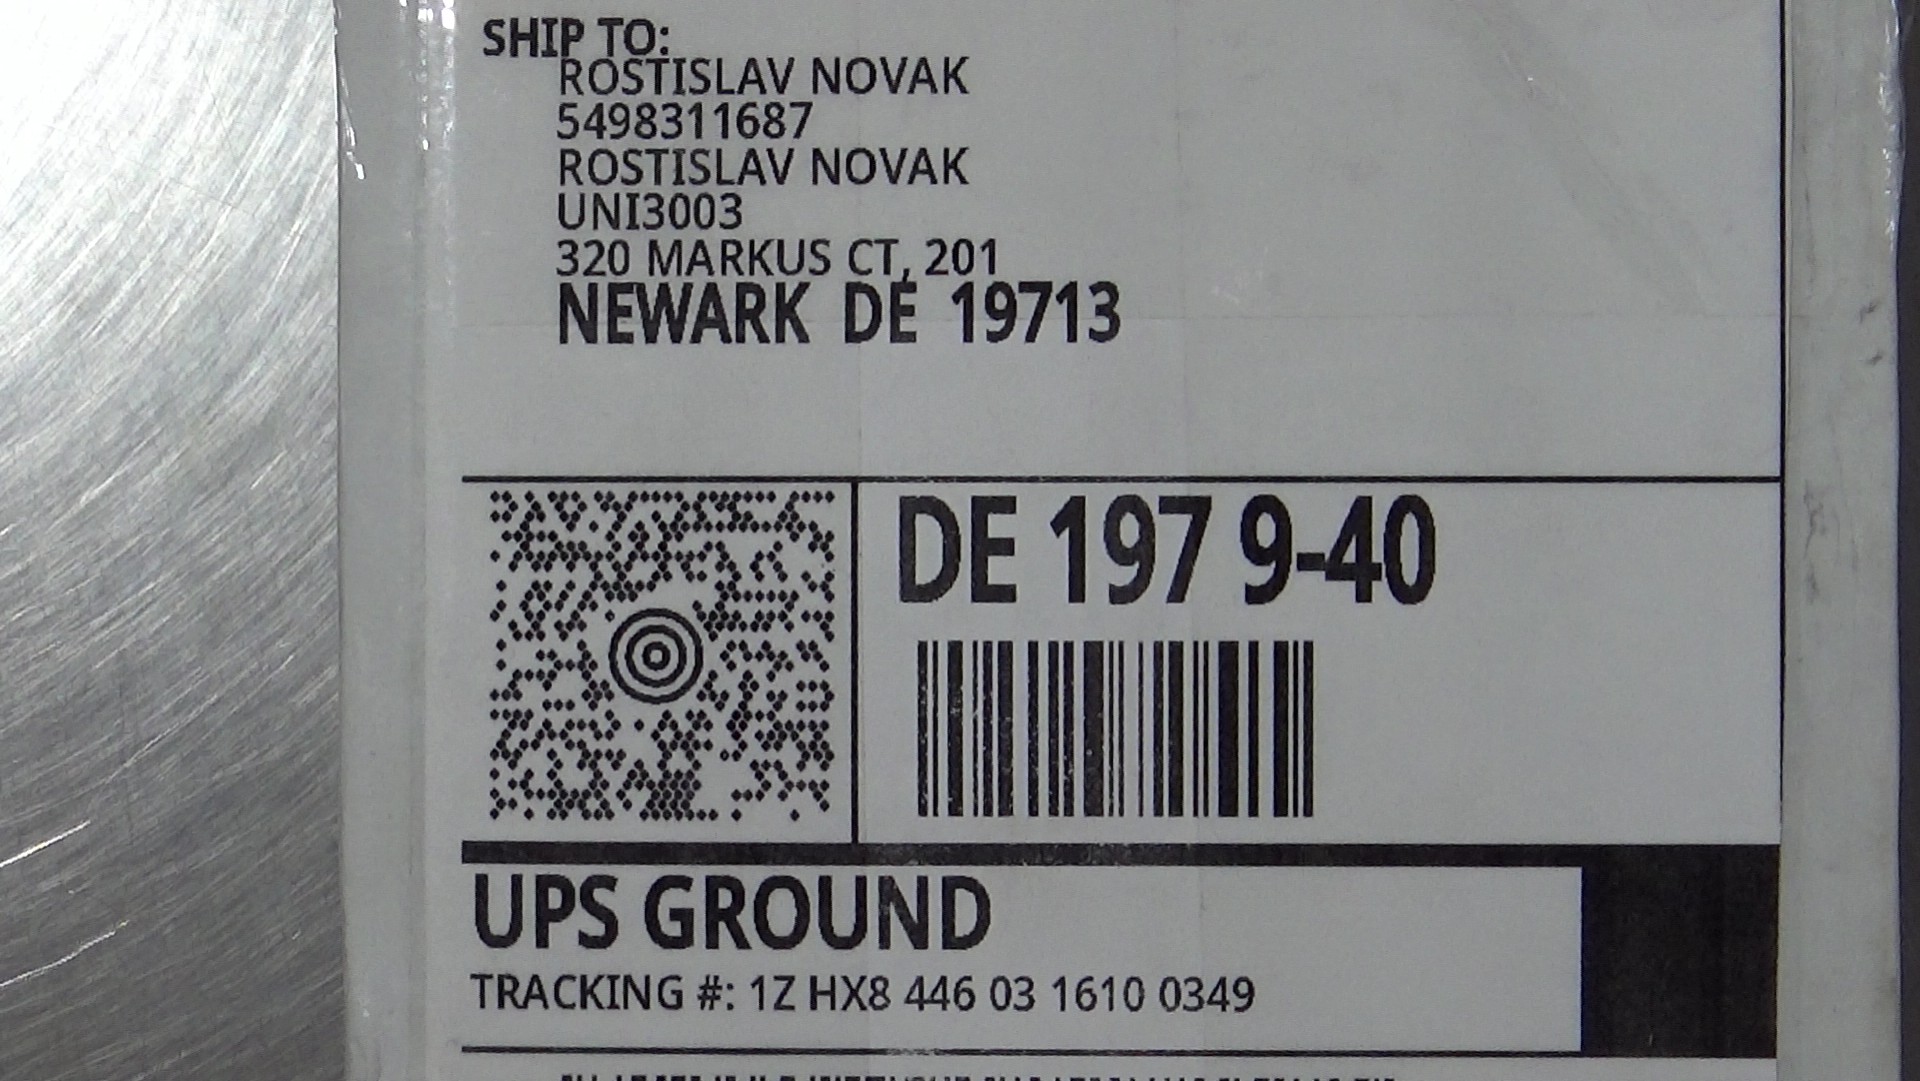 SHIP TO:
ROSTISLAV NOVAK
5498311687
ROSTISLAV NOVAK
UNI3003
320 MARKUS CT, 201
NEWARK DE 19713
DE 197 9-40
UPS GROUND
TRACKING #: 1Z HX8 446 03 1610 0349